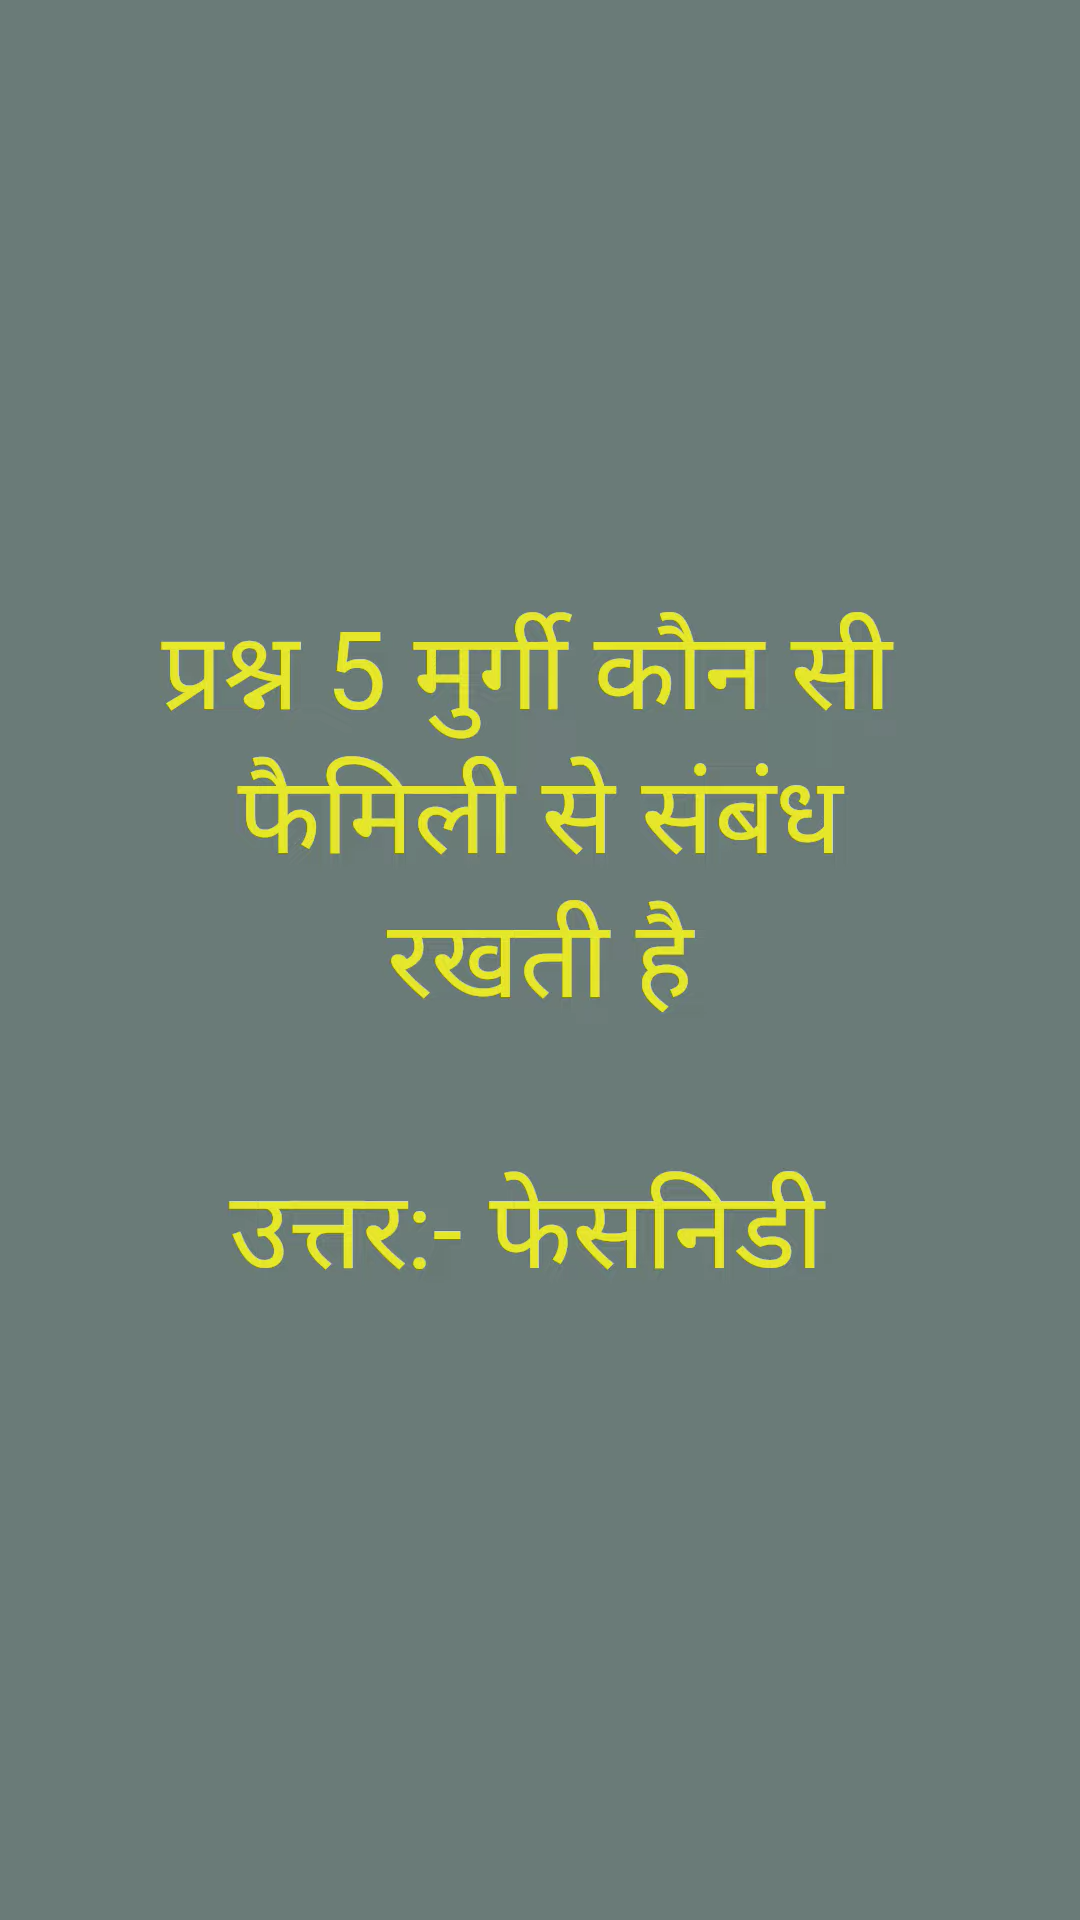 प्रश्न 5 मुर्गी कौन सी
फैमिली से संबंध
रखती है
उत्तर:- फेसनिडी